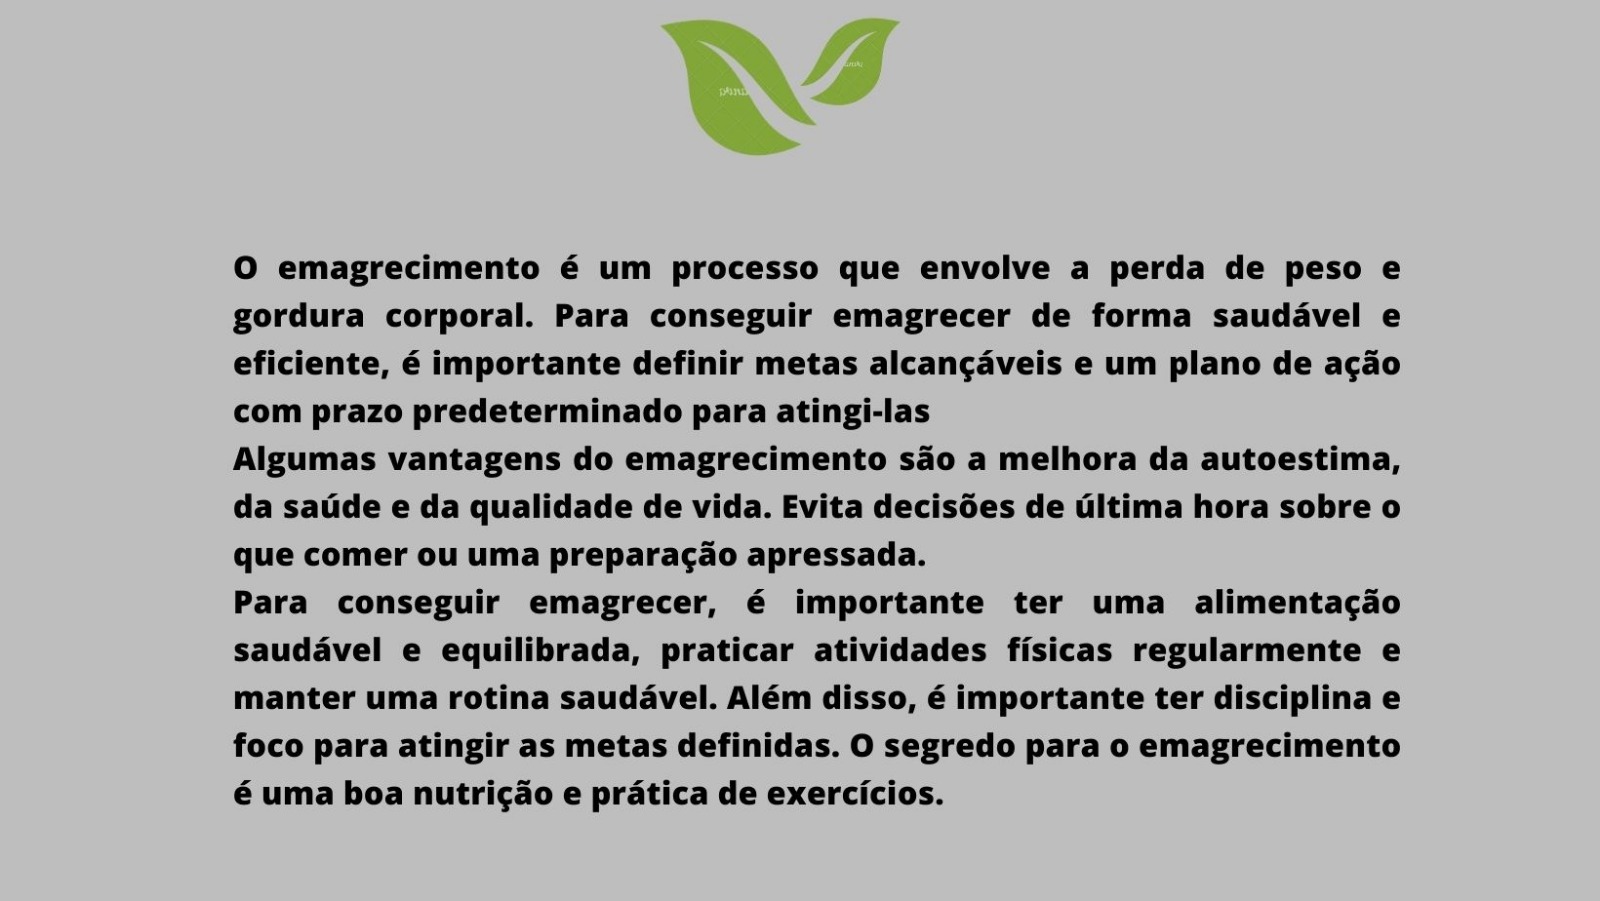 O emagrecimento é um processo que envolve a perda de peso e
gordura corporal. Para conseguir emagrecer de forma saudável e
eficiente, é importante definir metas alcançáveis e um plano de ação
com prazo predeterminado para atingi-las
Algumas vantagens do emagrecimento são a melhora da autoestima,
da saúde e da qualidade de vida. Evita decisões de última hora sobre o
que comer ou uma preparação apressada.
Para conseguir emagrecer, é importante ter uma alimentação
saudável e equilibrada, praticar atividades físicas regularmente e
manter uma rotina saudável. Além disso, é importante ter disciplina e
foco para atingir as metas definidas. O segredo para o emagrecimento
é uma boa nutrição e prática de exercícios.